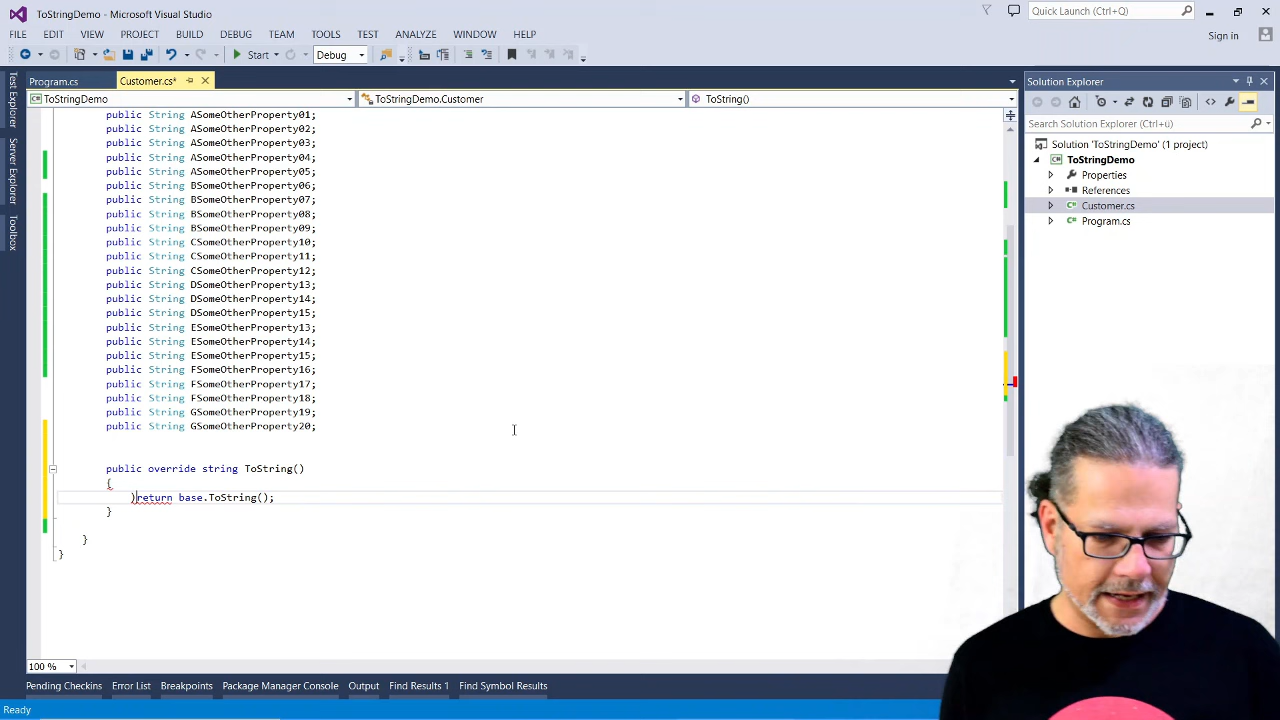 ToStringDemo - Microsoft Visual Studio
Quick Launch (Ctrl+Q)
FILE EDIT VIEW PROJECT BUILD DEBUG TEAM TOOLS TEST ANALYZE WINDOW HELP
Sign in
Start Debug
Program.cs Customer.cs*
ToStringDemo ToStringDemo.Customer ToString()
Test Explorer
Server Explorer
Toolbox
public String ASomeOtherProperty01;
public String ASomeOtherProperty02;
public String ASomeOtherProperty03;
public String ASomeOtherProperty04;
public String ASomeOtherProperty05;
public String BSomeOtherProperty06;
public String BSomeOtherProperty07;
public String BSomeOtherProperty08;
public String BSomeOtherProperty09;
public String CSomeOtherProperty10;
public String CSomeOtherProperty11;
public String CSomeOtherProperty12;
public String DSomeOtherProperty13;
public String DSomeOtherProperty14;
public String DSomeOtherProperty15;
public String ESomeOtherProperty13;
public String ESomeOtherProperty14;
public String ESomeOtherProperty15;
public String FSomeOtherProperty16;
public String FSomeOtherProperty17;
public String FSomeOtherProperty18;
public String GSomeOtherProperty19;
public String GSomeOtherProperty20;
public override string ToString()
{
)return base.ToString();
}
}
}
100 %
Solution Explorer
Search Solution Explorer (Ctrl+ü)
Solution 'ToStringDemo' (1 project)
ToStringDemo
Properties
References
Customer.cs
Program.cs
Pending Checkins Error List Breakpoints Package Manager Console Output Find Results 1 Find Symbol Results
Ready